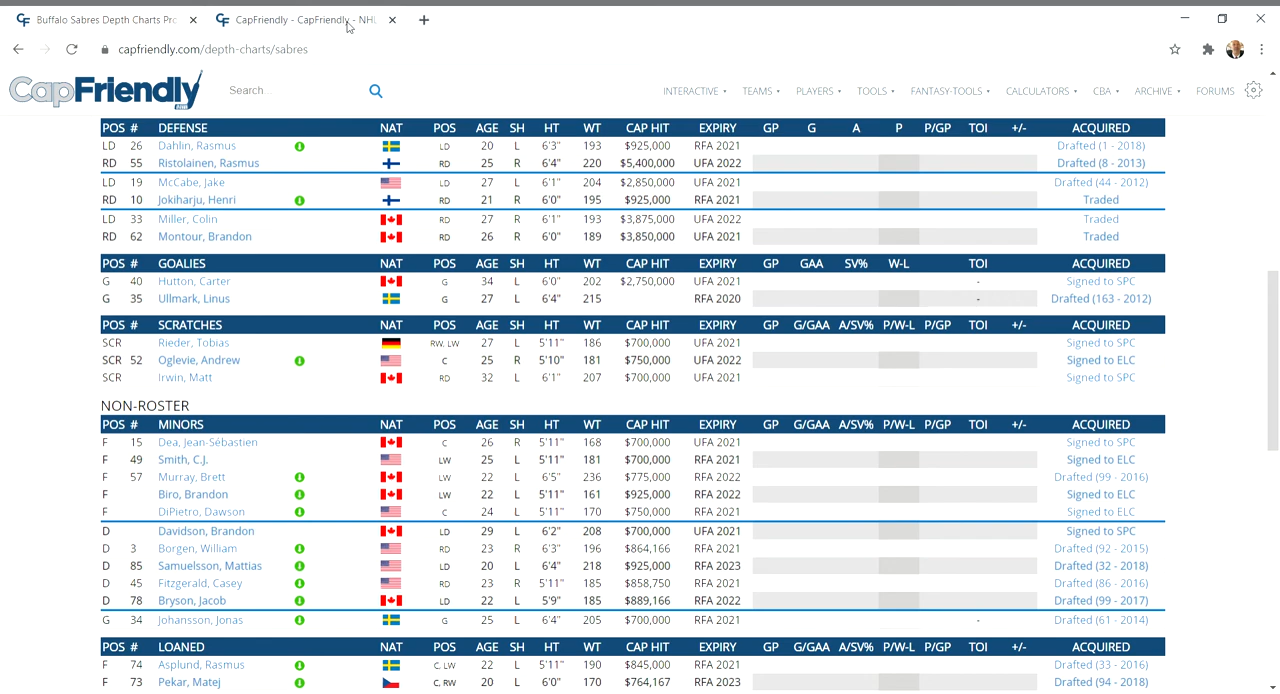 Buffalo Sabres Depth Charts Pro
CapFriendly - CapFriendly - NHL
capfriendly.com/depth-charts/sabres
CapFriendly
Search...
INTERACTIVE TEAMS PLAYERS TOOLS FANTASY-TOOLS CALCULATORS CBA ARCHIVE FORUMS
POS # DEFENSE NAT POS AGE SH HT WT CAP HIT EXPIRY GP G A P P/GP TOI +/- ACQUIRED
LD 26 Dahlin, Rasmus LD 20 L 6'3" 193 $925,000 RFA 2021 Drafted (1 - 2018)
RD 55 Ristolainen, Rasmus RD 25 R 6'4" 220 $5,400,000 UFA 2022 Drafted (8 - 2013)
LD 19 McCabe, Jake LD 27 L 6'1" 204 $2,850,000 UFA 2021 Drafted (44 - 2012)
RD 10 Jokiharju, Henri RD 21 R 6'0" 195 $925,000 RFA 2021 Traded
LD 33 Miller, Colin RD 27 R 6'1" 193 $3,875,000 UFA 2022 Traded
RD 62 Montour, Brandon RD 26 R 6'0" 189 $3,850,000 UFA 2021 Traded
POS # GOALIES NAT POS AGE SH HT WT CAP HIT EXPIRY GP GAA SV% W-L TOI ACQUIRED
G 40 Hutton, Carter G 34 L 6'0" 202 $2,750,000 UFA 2021 - Signed to SPC
G 35 Ullmark, Linus G 27 L 6'4" 215 RFA 2020 - Drafted (163 - 2012)
POS # SCRATCHES NAT POS AGE SH HT WT CAP HIT EXPIRY GP G/GAA A/SV% P/W-L P/GP TOI +/- ACQUIRED
SCR Rieder, Tobias RW, LW 27 L 5'11" 186 $700,000 UFA 2021 Signed to SPC
SCR 52 Oglevie, Andrew C 25 R 5'10" 181 $750,000 UFA 2022 Signed to ELC
SCR Irwin, Matt RD 32 L 6'1" 207 $700,000 UFA 2021 Signed to SPC
NON-ROSTER
POS # MINORS NAT POS AGE SH HT WT CAP HIT EXPIRY GP G/GAA A/SV% P/W-L P/GP TOI +/- ACQUIRED
F 15 Dea, Jean-Sébastien C 26 R 5'11" 168 $700,000 UFA 2021 Signed to SPC
F 49 Smith, C.J. LW 25 L 5'11" 181 $700,000 RFA 2021 Signed to ELC
F 57 Murray, Brett LW 22 L 6'5" 236 $775,000 RFA 2021 Drafted (99 - 2016)
F Biro, Brandon LW 22 L 5'11" 161 $925,000 RFA 2022 Signed to ELC
F DiPietro, Dawson C 24 L 5'11" 170 $750,000 RFA 2021 Signed to ELC
D Davidson, Brandon LD 29 L 6'2" 208 $700,000 UFA 2021 Signed to SPC
D 3 Borgen, William RD 23 R 6'3" 196 $864,166 RFA 2021 Drafted (92 - 2015)
D 85 Samuelsson, Mattias LD 20 L 6'4" 218 $925,000 RFA 2023 Drafted (32 - 2018)
D 45 Fitzgerald, Casey RD 23 R 5'11" 185 $858,750 RFA 2021 Drafted (86 - 2016)
D 78 Bryson, Jacob LD 22 L 5'9" 185 $889,166 RFA 2022 Drafted (99 - 2017)
G 34 Johansson, Jonas G 25 L 6'4" 205 $700,000 RFA 2021 - Drafted (61 - 2014)
POS # LOANED NAT POS AGE SH HT WT CAP HIT EXPIRY GP G/GAA A/SV% P/W-L P/GP TOI +/- ACQUIRED
F 74 Asplund, Rasmus C, LW 22 L 5'11" 190 $845,000 RFA 2021 Drafted (33 - 2016)
F 73 Pekar, Matej C, RW 20 L 6'0" 170 $764,167 RFA 2023 Drafted (94 - 2018)